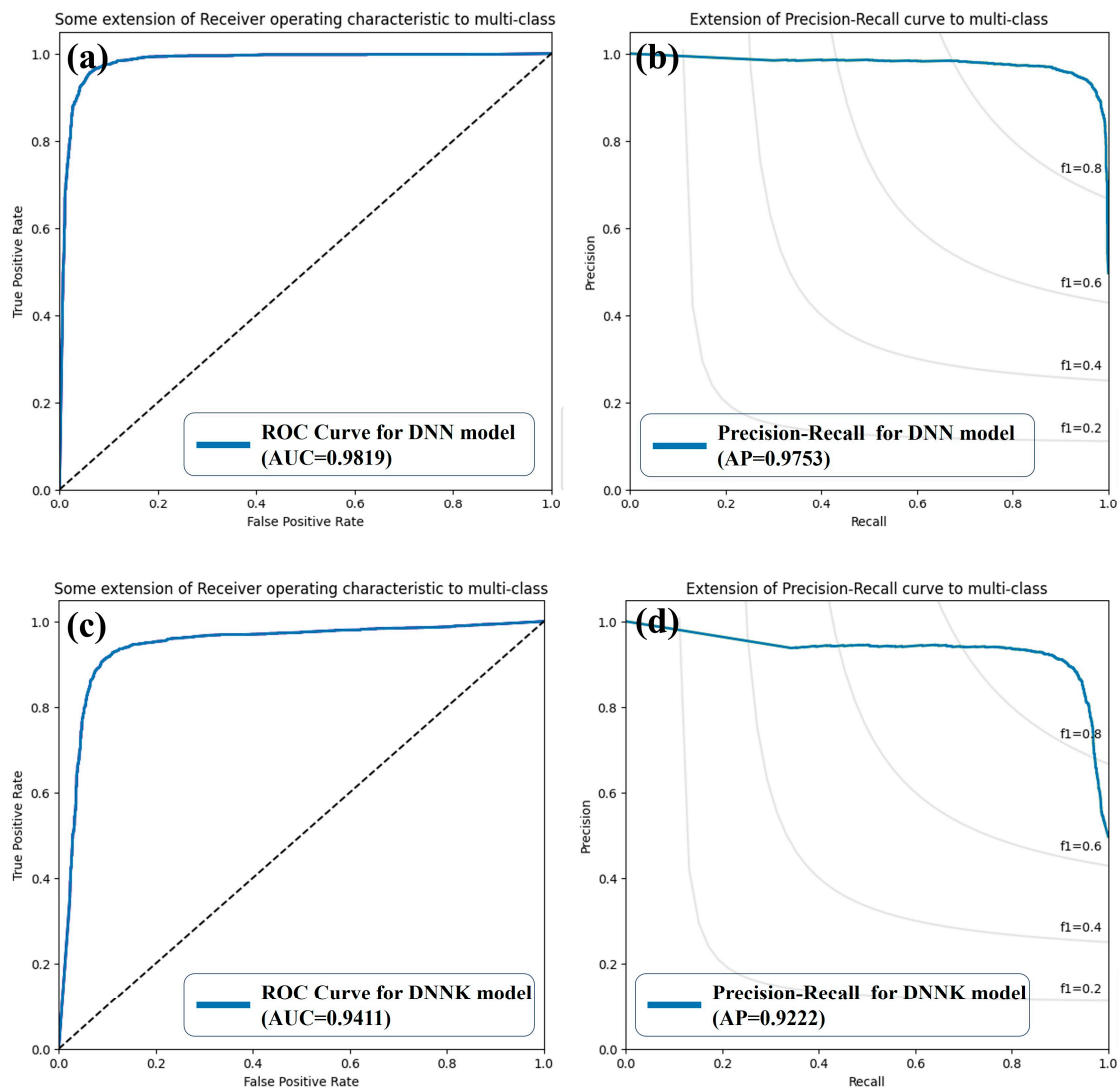 Some extension of Receiver operating characteristic to multi-class
(a)
1.0
0.8
0.6
0.4
0.2
0.0
True Positive Rate
ROC Curve for DNN model
(AUC=0.9819)
0.0 0.2 0.4 0.6 0.8 1.0
False Positive Rate
Extension of Precision-Recall curve to multi-class
(b)
1.0
0.8
0.6
0.4
0.2
0.0
Precision
f1=0.8
f1=0.6
f1=0.4
f1=0.2
Precision-Recall for DNN model
(AP=0.9753)
0.0 0.2 0.4 0.6 0.8 1.0
Recall
Some extension of Receiver operating characteristic to multi-class
(c)
1.0
0.8
0.6
0.4
0.2
0.0
True Positive Rate
ROC Curve for DNNK model
(AUC=0.9411)
0.0 0.2 0.4 0.6 0.8 1.0
False Positive Rate
Extension of Precision-Recall curve to multi-class
(d)
1.0
0.8
0.6
0.4
0.2
0.0
Precision
f1=0.8
f1=0.6
f1=0.4
f1=0.2
Precision-Recall for DNNK model
(AP=0.9222)
0.0 0.2 0.4 0.6 0.8 1.0
Recall